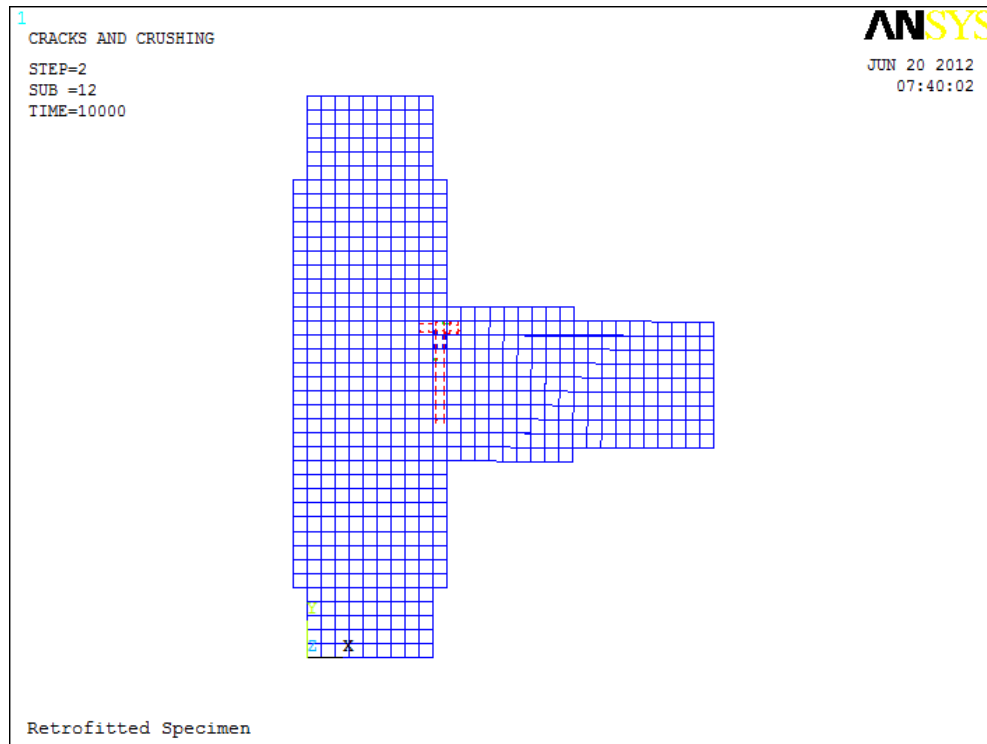 1
CRACKS AND CRUSHING
STEP=2
SUB =12
TIME=10000
ANSYS
JUN 20 2012
07:40:02
Y
Z X
Retrofitted Specimen